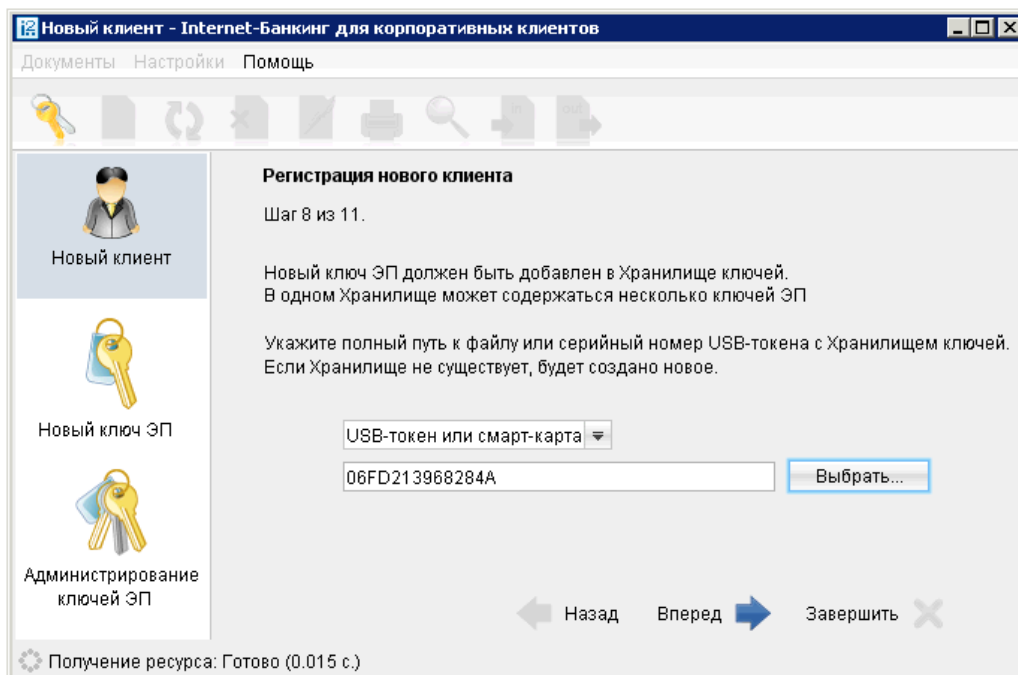 Новый клиент - Internet-Банкинг для корпоративных клиентов
Документы Настройки Помощь
in out
Регистрация нового клиента
Шаг 8 из 11.
Новый клиент
Новый ключ ЭП должен быть добавлен в Хранилище ключей.
В одном Хранилище может содержаться несколько ключей ЭП
Укажите полный путь к файлу или серийный номер USB-токена с Хранилищем ключей.
Если Хранилище не существует, будет создано новое.
Новый ключ ЭП
USB-токен или смарт-карта
06FD213968284A Выбрать...
Администрирование
ключей ЭП
Назад Вперед Завершить
Получение ресурса: Готово (0.015 с.)